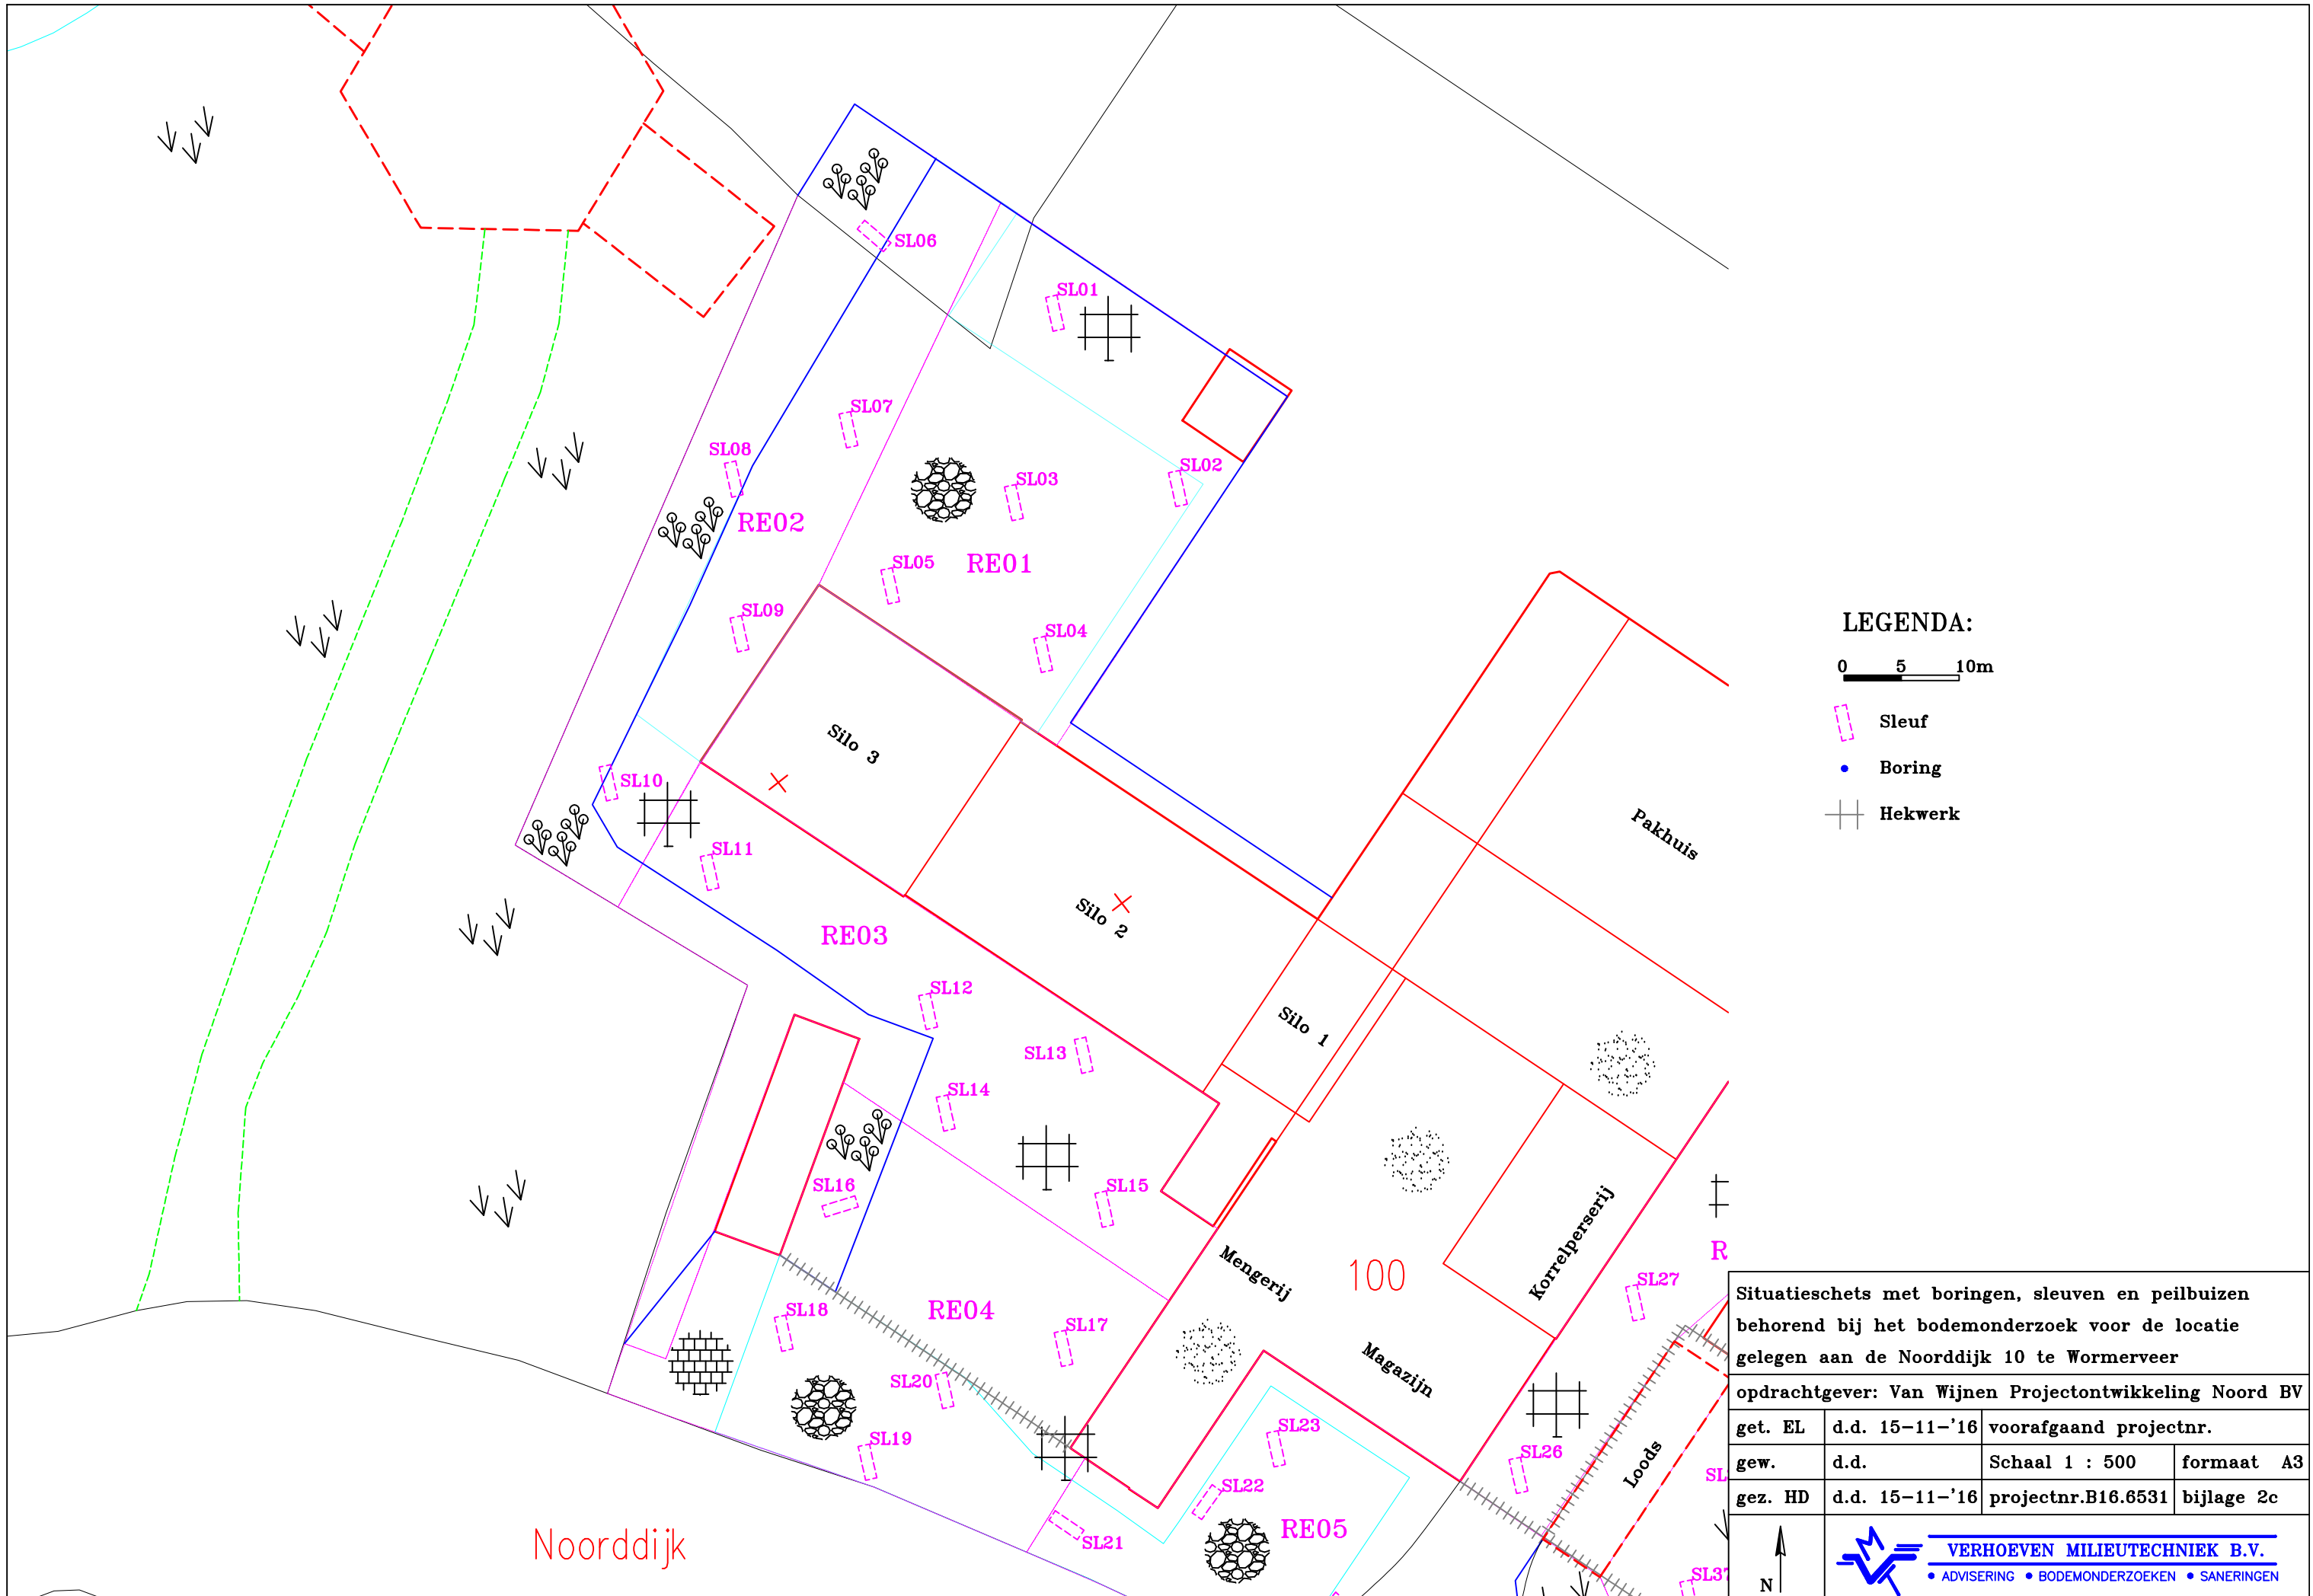 SL06
SL01
SL07
SL08
SL03
SL02
RE02
RE01
SL05
SL09
SL04
LEGENDA:
0 5 10m
Sleuf
Boring
Hekwerk
Silo 3
SL10
Pakhuis
SL11
Silo 2
RE03
SL12
Silo 1
SL13
SL14
SL16
SL15
Mengerij
100
Korrelperserij
R
SL27
SL18
RE04
SL17
Magazijn
SL20
SL19
SL23
SL26
Loods
SL
SL22
RE05
SL21
Noorddijk
SL37
Situatieschets met boringen, sleuven en peilbuizen
behorend bij het bodemonderzoek voor de locatie
gelegen aan de Noorddijk 10 te Wormerveer
opdrachtgever: Van Wijnen Projectontwikkeling Noord BV
get. EL d.d. 15-11-'16 voorafgaand projectnr.
gew. d.d. Schaal 1 : 500 formaat A3
gez. HD d.d. 15-11-'16 projectnr.B16.6531 bijlage 2c
N
VERHOEVEN MILIEUTECHNIEK B.V.
• ADVISERING • BODEMONDERZOEKEN • SANERINGEN